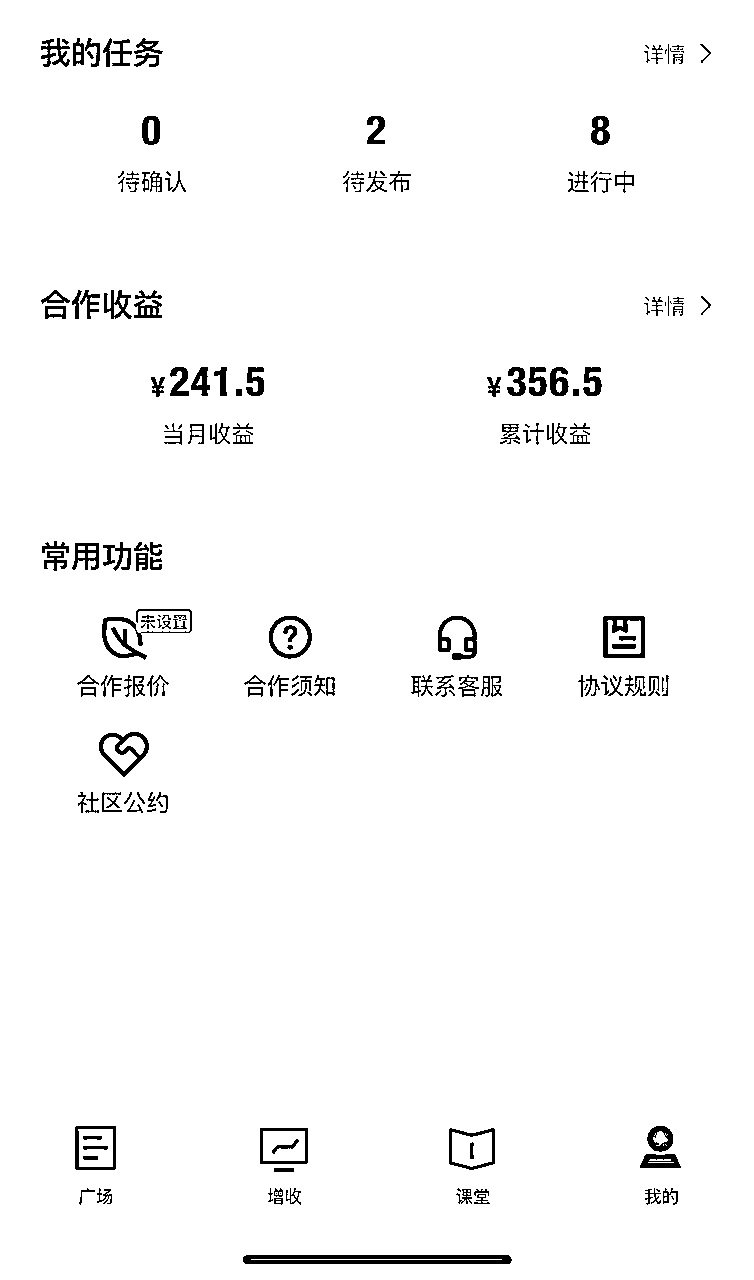 我的任务 详情
0 2 8
待确认 待发布 进行中
合作收益 详情
¥241.5 ¥356.5
当月收益 累计收益
常用功能
未设置
合作报价 合作须知 联系客服 协议规则
社区公约
广场 增收 课堂 我的